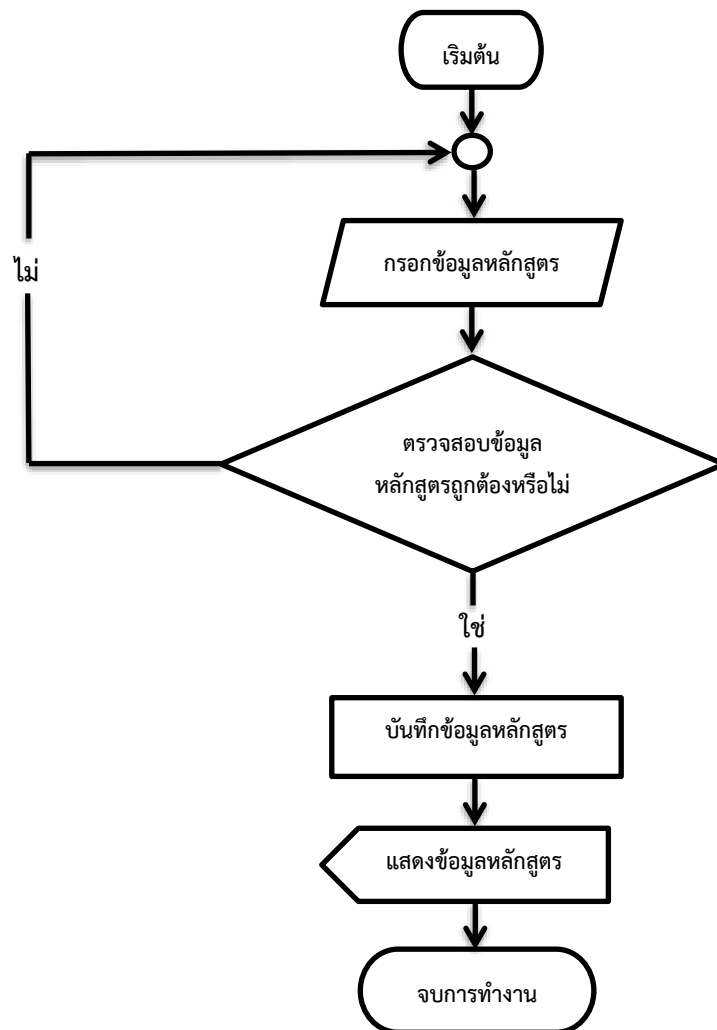 เริ่มต้น
กรอกข้อมูลหลักสูตร
ไม่
ตรวจสอบข้อมูล
หลักสูตรถูกต้องหรือไม่
ใช่
บันทึกข้อมูลหลักสูตร
แสดงข้อมูลหลักสูตร
จบการทำงาน